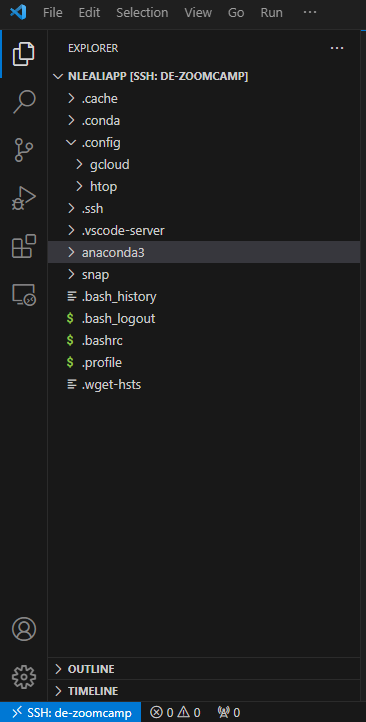 File Edit Selection View Go Run ...
EXPLORER ...
NLEALIAPP [SSH: DE-ZOOMCAMP]
.cache
.conda
.config
gcloud
htop
.ssh
.vscode-server
anaconda3
snap
.bash_history
$ .bash_logout
$ .bashrc
$ .profile
.wget-hsts
OUTLINE
TIMELINE
SSH: de-zoomcamp 0 0 0